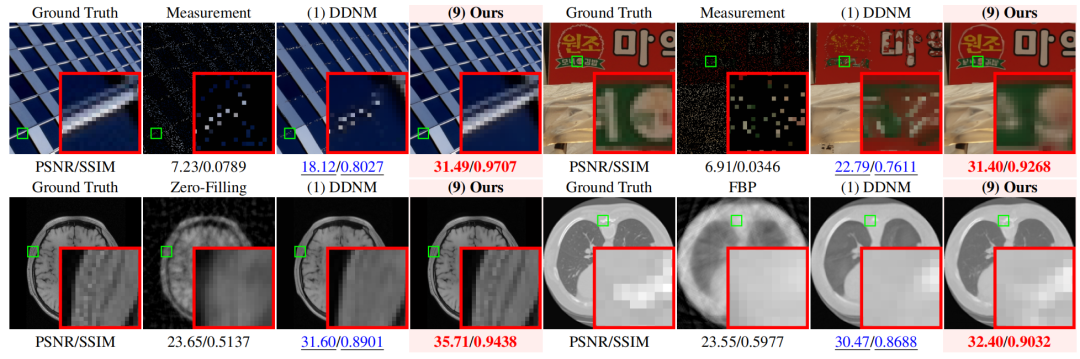 Ground Truth Measurement (1) DDNM (9) Ours Ground Truth Measurement (1) DDNM (9) Ours
원조 마 원조 마
PSNR/SSIM 7.23/0.0789 18.12/0.8027 31.49/0.9707 PSNR/SSIM 6.91/0.0346 22.79/0.7611 31.40/0.9268
Ground Truth Zero-Filling (1) DDNM (9) Ours Ground Truth FBP (1) DDNM (9) Ours
PSNR/SSIM 23.65/0.5137 31.60/0.8901 35.71/0.9438 PSNR/SSIM 23.55/0.5977 30.47/0.8688 32.40/0.9032